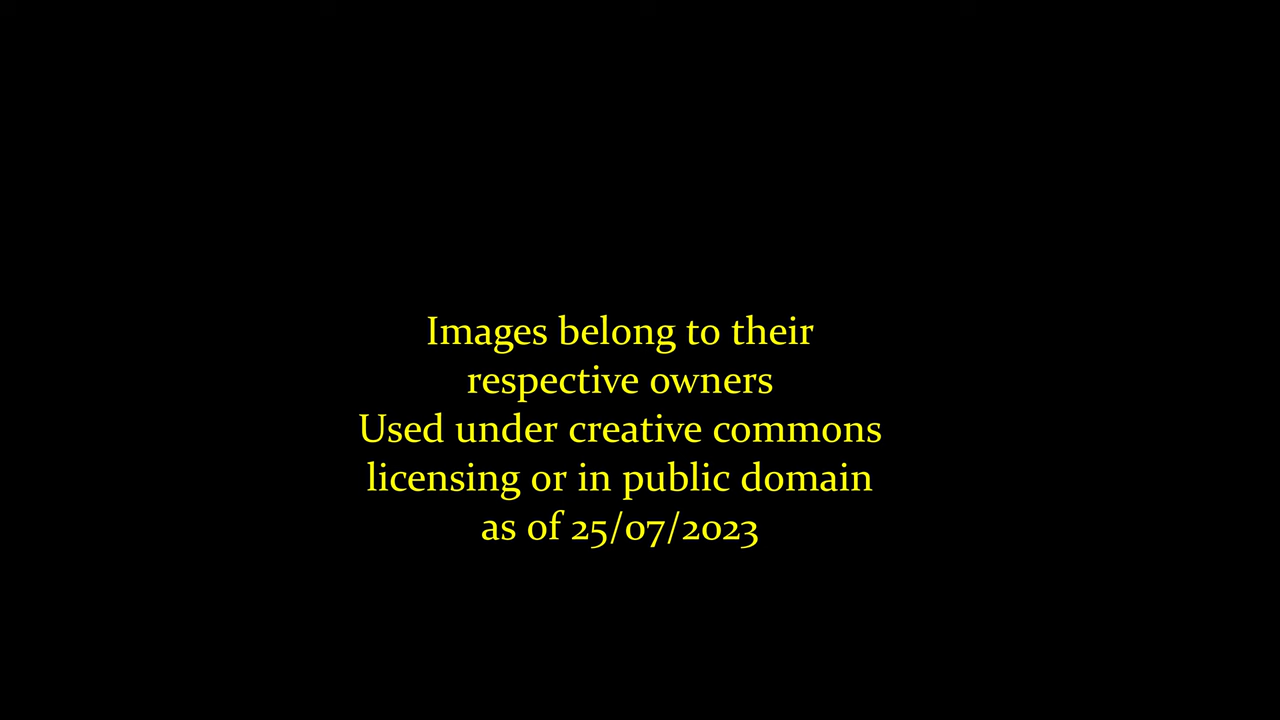 Images belong to their
respective owners
Used under creative commons
licensing or in public domain
as of 25/07/2023